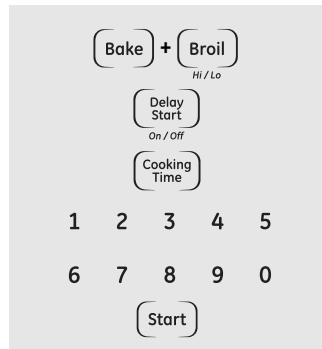 Bake + Broil
Hi / Lo
Delay
Start
On / Off
Cooking
Time
1 2 3 4 5
6 7 8 9 0
Start